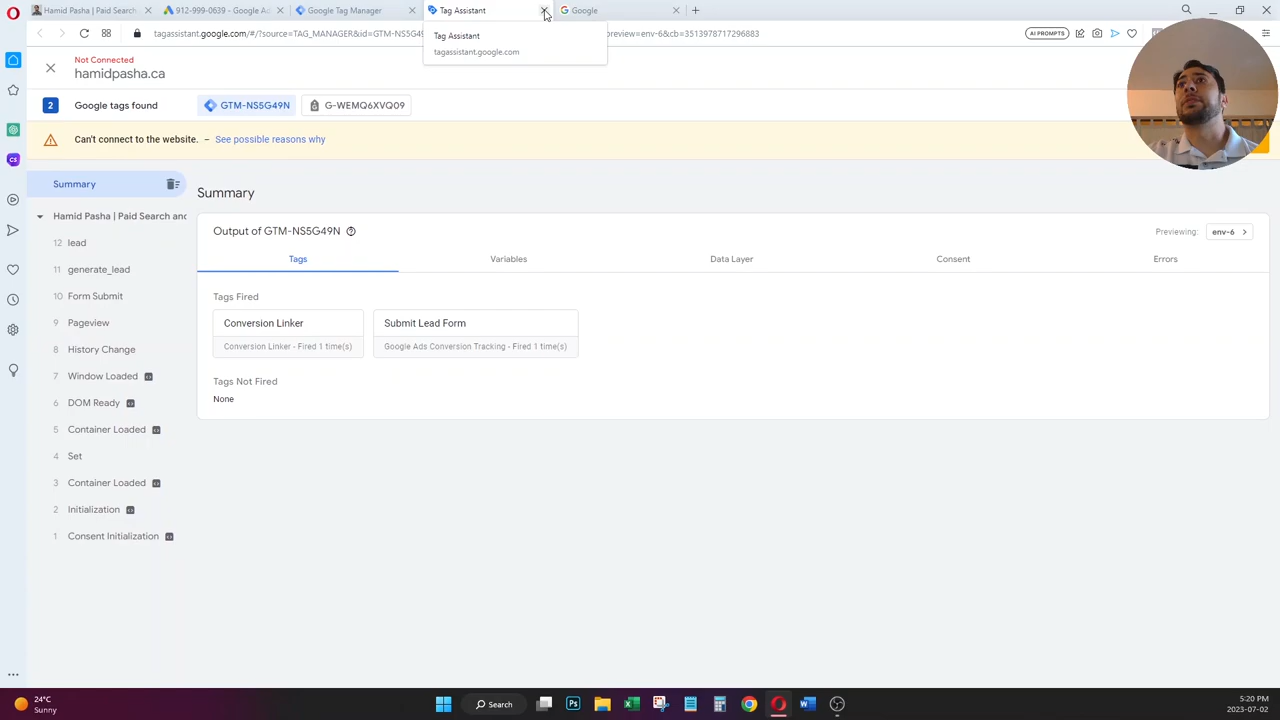 Hamid Pasha | Paid Search
912-999-0639 - Google Ad
Google Tag Manager
Tag Assistant
Google
tagassistant.google.com/#/?source=TAG_MANAGER&id=GTM-NS5G49
preview=env-6&cb=3513978717296883
AI PROMPTS
Tag Assistant
tagassistant.google.com
Not Connected
hamidpasha.ca
2 Google tags found
GTM-NS5G49N
G-WEMQ6XVQ09
Can't connect to the website. – See possible reasons why
Summary
Hamid Pasha | Paid Search and
12 lead
11 generate_lead
10 Form Submit
9 Pageview
8 History Change
7 Window Loaded
6 DOM Ready
5 Container Loaded
4 Set
3 Container Loaded
2 Initialization
1 Consent Initialization
Summary
Output of GTM-NS5G49N
Previewing: env-6
Tags
Variables
Data Layer
Consent
Errors
Tags Fired
Conversion Linker
Conversion Linker - Fired 1 time(s)
Submit Lead Form
Google Ads Conversion Tracking - Fired 1 time(s)
Tags Not Fired
None
24°C
Sunny
Search
5:20 PM
2023-07-02